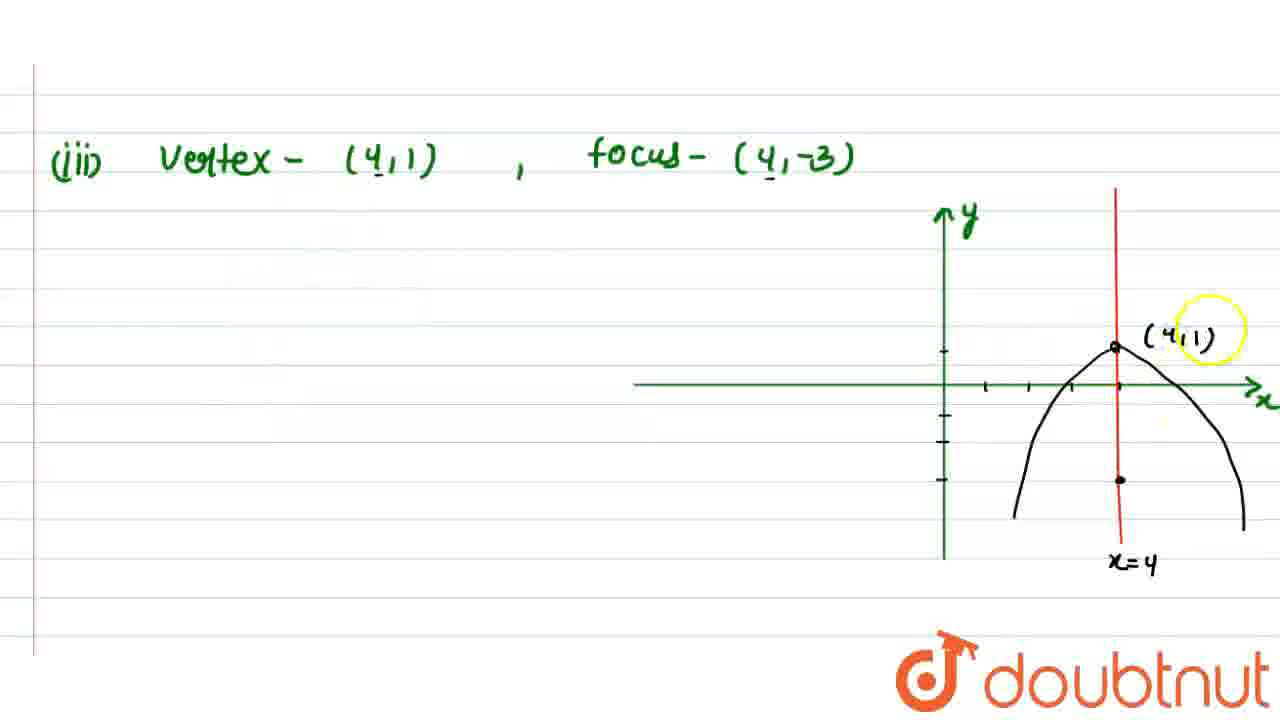 (iii) Vertex - (4,1) , focus - (4,-3)
y
(4,1)
x
x=4
doubtnut